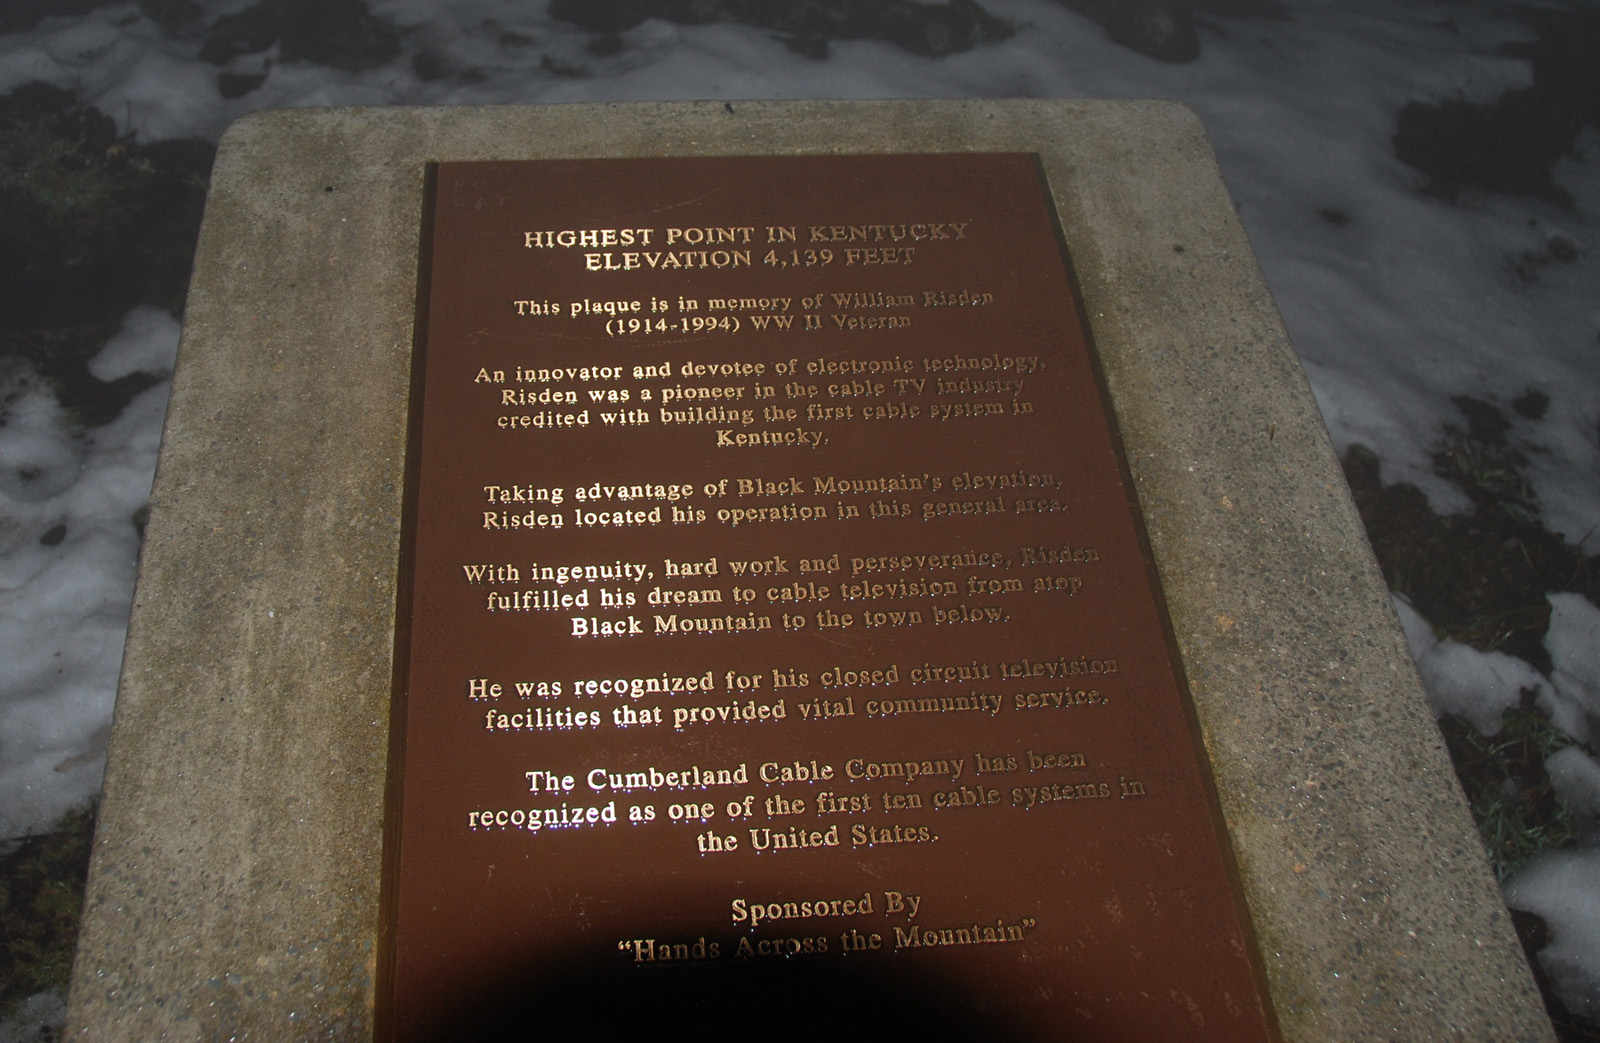 HIGHEST POINT IN KENTUCKY
ELEVATION 4,139 FEET
This plaque is in memory of William Risden
(1914-1994) WW II Veteran
An innovator and devotee of electronic technology,
Risden was a pioneer in the cable TV industry
credited with building the first cable system in
Kentucky.
Taking advantage of Black Mountain's elevation,
Risden located his operation in this general area.
With ingenuity, hard work and perseverance, Risden
fulfilled his dream to cable television from atop
Black Mountain to the town below.
He was recognized for his closed circuit television
facilities that provided vital community service.
The Cumberland Cable Company has been
recognized as one of the first ten cable systems in
the United States.
Sponsored By
"Hands Across the Mountain"